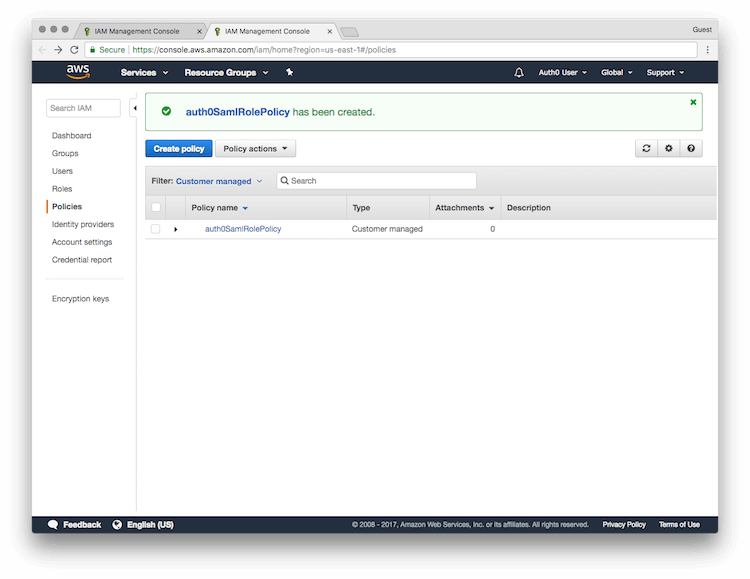 IAM Management Console
IAM Management Console
Guest
Secure https://console.aws.amazon.com/iam/home?region=us-east-1#/policies
aws
Services
Resource Groups
Auth0 User
Global
Support
Search IAM
Dashboard
Groups
Users
Roles
Policies
Identity providers
Account settings
Credential report
Encryption keys
auth0SamlRolePolicy has been created.
Create policy
Policy actions
Filter: Customer managed
Search
Policy name
Type
Attachments
Description
auth0SamlRolePolicy
Customer managed
0
Feedback
English (US)
© 2008 - 2017, Amazon Web Services, Inc. or its affiliates. All rights reserved.
Privacy Policy
Terms of Use